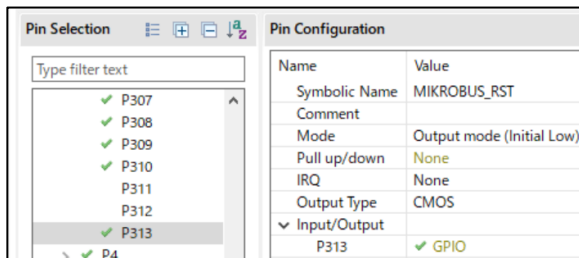 Pin Selection
Type filter text
P307
P308
P309
P310
P311
P312
P313
P4
Pin Configuration
Name Value
Symbolic Name MIKROBUS_RST
Comment
Mode Output mode (Initial Low)
Pull up/down None
IRQ None
Output Type CMOS
Input/Output
P313 GPIO